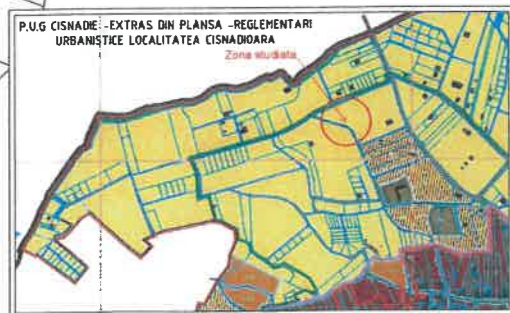 P.U.G CISNADIE -EXTRAS DIN PLANSA -REGLEMENTARI
URBANISTICE LOCALITATEA CISNADIOARA
Zona studiata